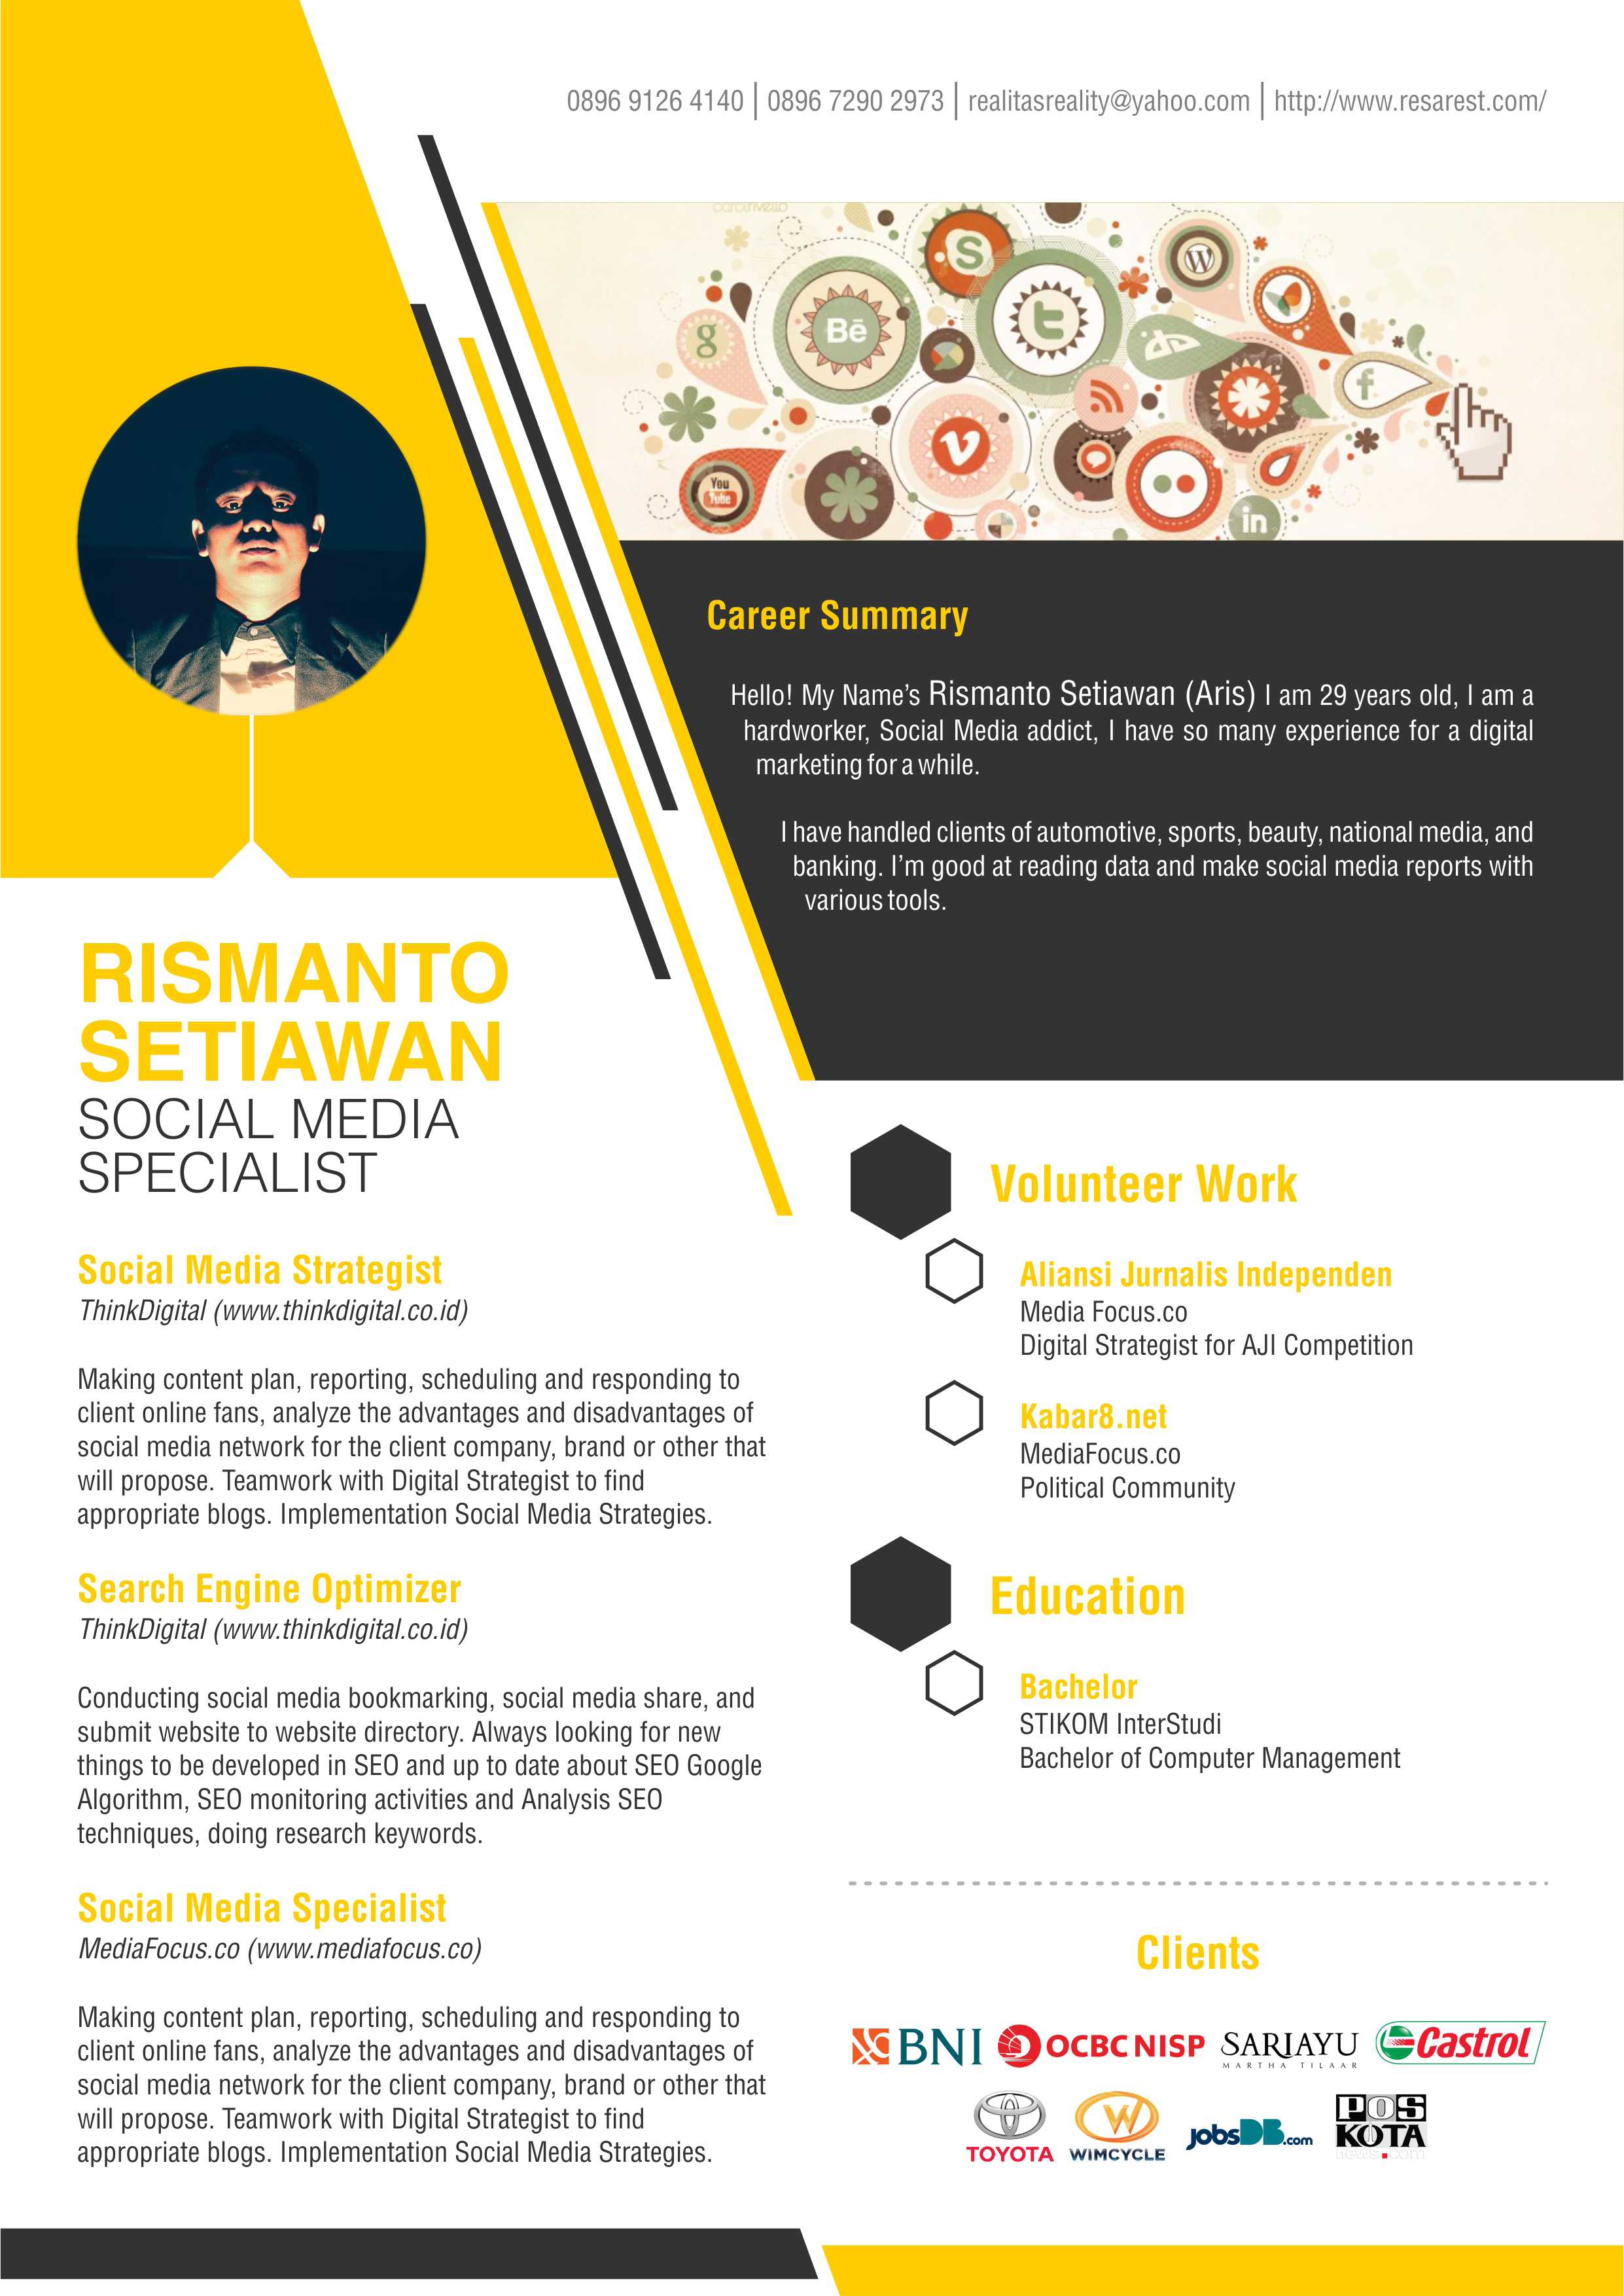 0896 9126 4140 | 0896 7290 2973 | realitasreality@yahoo.com | http://www.resarest.com/
carolrivello
g
Bē
S
t
W
f
You
Tube
in
Career Summary
Hello! My Name's Rismanto Setiawan (Aris) I am 29 years old, I am a
hardworker, Social Media addict, I have so many experience for a digital
marketing for a while.
I have handled clients of automotive, sports, beauty, national media, and
banking. I'm good at reading data and make social media reports with
various tools.
RISMANTO
SETIAWAN
SOCIAL MEDIA
SPECIALIST
Social Media Strategist
ThinkDigital (www.thinkdigital.co.id)
Making content plan, reporting, scheduling and responding to
client online fans, analyze the advantages and disadvantages of
social media network for the client company, brand or other that
will propose. Teamwork with Digital Strategist to find
appropriate blogs. Implementation Social Media Strategies.
Search Engine Optimizer
ThinkDigital (www.thinkdigital.co.id)
Conducting social media bookmarking, social media share, and
submit website to website directory. Always looking for new
things to be developed in SEO and up to date about SEO Google
Algorithm, SEO monitoring activities and Analysis SEO
techniques, doing research keywords.
Social Media Specialist
MediaFocus.co (www.mediafocus.co)
Making content plan, reporting, scheduling and responding to
client online fans, analyze the advantages and disadvantages of
social media network for the client company, brand or other that
will propose. Teamwork with Digital Strategist to find
appropriate blogs. Implementation Social Media Strategies.
Volunteer Work
Aliansi Jurnalis Independen
Media Focus.co
Digital Strategist for AJI Competition
Kabar8.net
MediaFocus.co
Political Community
Education
Bachelor
STIKOM InterStudi
Bachelor of Computer Management
Clients
BNI OCBC NISP SARIAYU Castrol
MARTHA TILAAR
TOYOTA WIMCYCLE jobsDB.com POS
KOTA
news.com